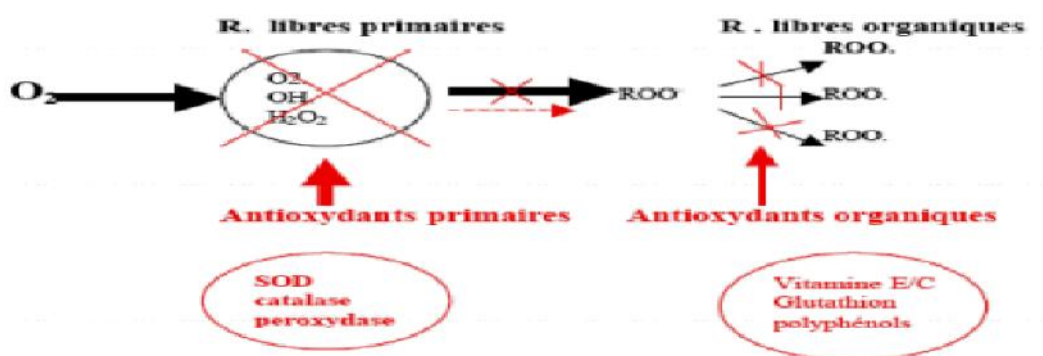 R. libres primaires
R . libres organiques
ROO.
O₂
O2.
OH.
H₂O₂
ROO
ROO.
ROO.
Antioxydants primaires
Antioxydants organiques
SOD
catalase
peroxydase
Vitamine E/C
Glutathion
polyphénols